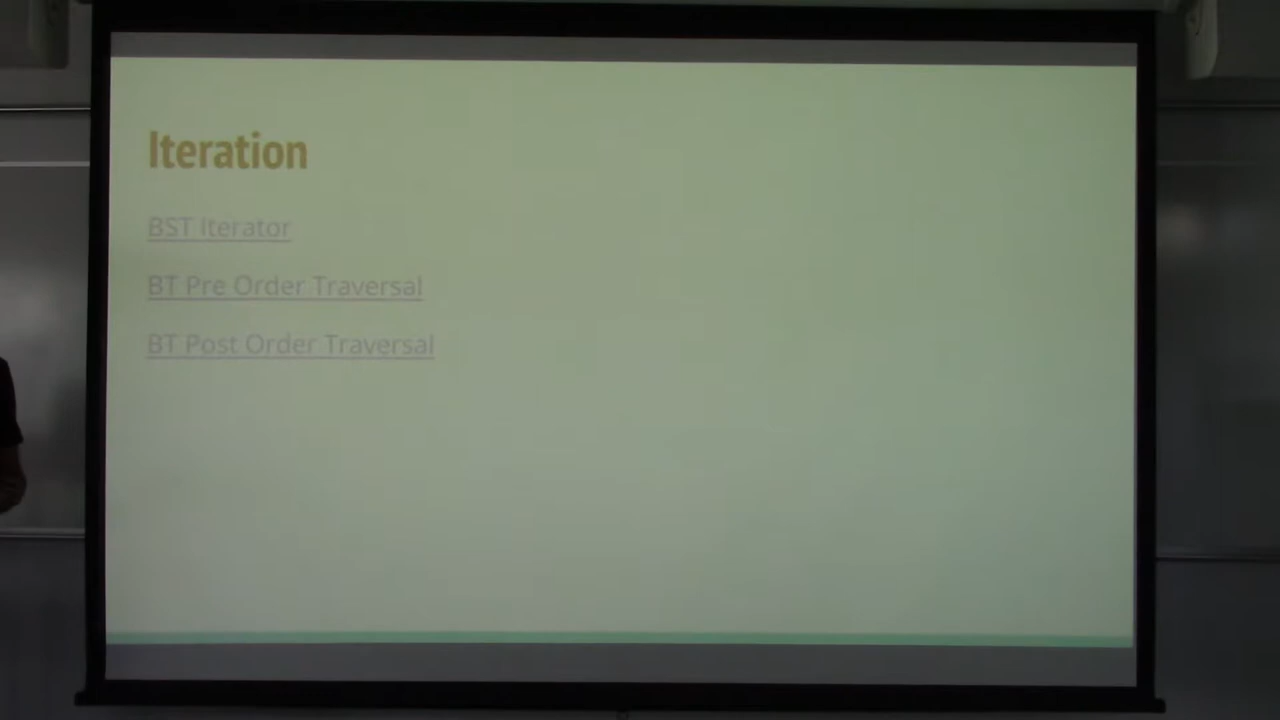 Iteration
BST Iterator
BT Pre Order Traversal
BT Post Order Traversal